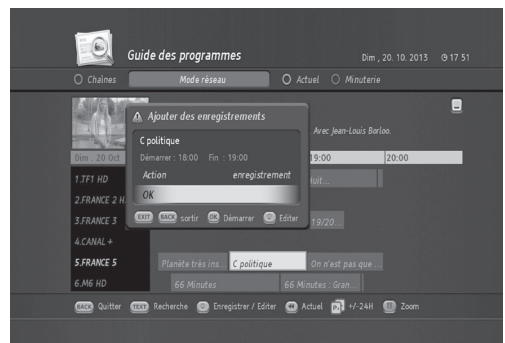 Guide des programmes
Dim , 20. 10. 2013 17 51
Chaînes Mode réseau Actuel Minuterie
Ajouter des enregistrements
C politique
Avec Jean-Louis Borloo.
Démarrer : 18:00 Fin : 19:00
Dim . 20 Oct 19:00 20:00
Action enregistrement
1.TF1 HD
OK
2.FRANCE 2 H
EXIT BACK sortir OK Démarrer Editer
3.FRANCE 3 19/20...
4.CANAL +
5.FRANCE 5 Planète très ins.. C politique On n'est pas que ...
6.M6 HD 66 Minutes 66 Minutes : Gran...
BACK Quitter TEXT Recherche Enregistrer / Editer Actuel +/-24H Zoom